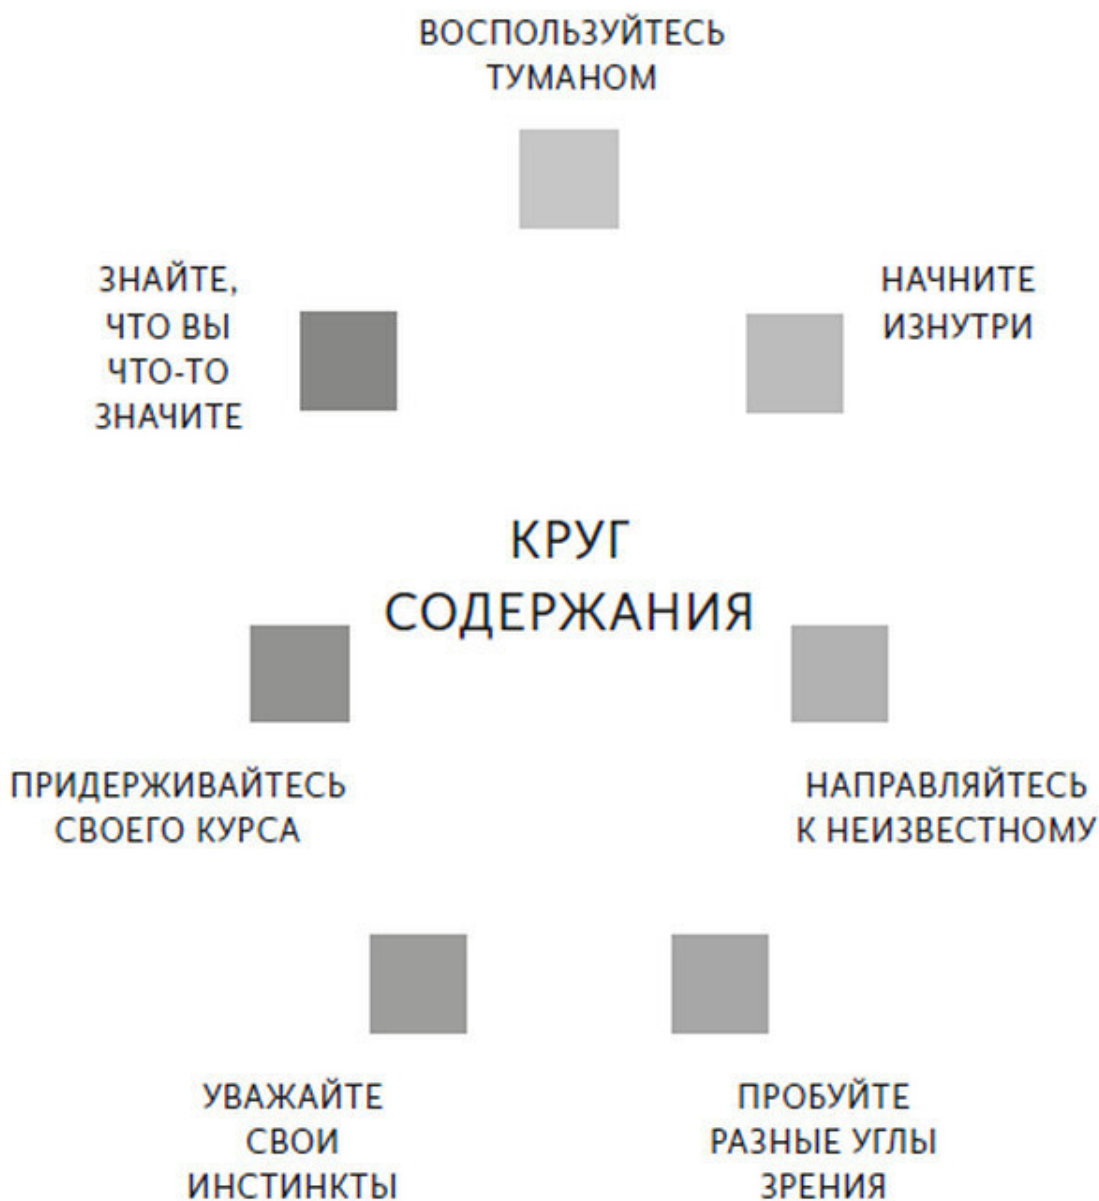 ВОСПОЛЬЗУЙТЕСЬ
ТУМАНОМ
ЗНАЙТЕ,
ЧТО ВЫ
ЧТО-ТО
ЗНАЧИТЕ
НАЧНИТЕ
ИЗНУТРИ
КРУГ
СОДЕРЖАНИЯ
ПРИДЕРЖИВАЙТЕСЬ
СВОЕГО КУРСА
НАПРАВЛЯЙТЕСЬ
К НЕИЗВЕСТНОМУ
УВАЖАЙТЕ
СВОИ
ИНСТИНКТЫ
ПРОБУЙТЕ
РАЗНЫЕ УГЛЫ
ЗРЕНИЯ